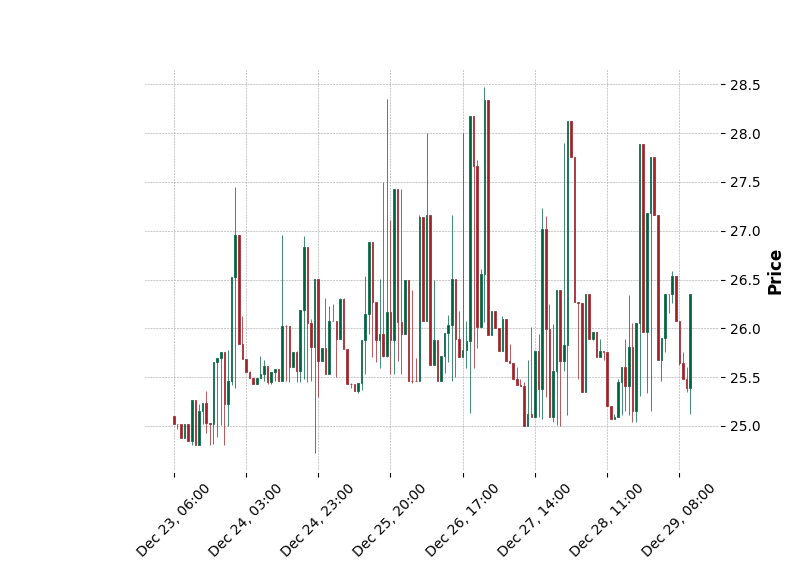 28.5
28.0
27.5
27.0
26.5
26.0
25.5
25.0
Price
Dec 23, 06:00
Dec 24, 03:00
Dec 24, 23:00
Dec 25, 20:00
Dec 26, 17:00
Dec 27, 14:00
Dec 28, 11:00
Dec 29, 08:00